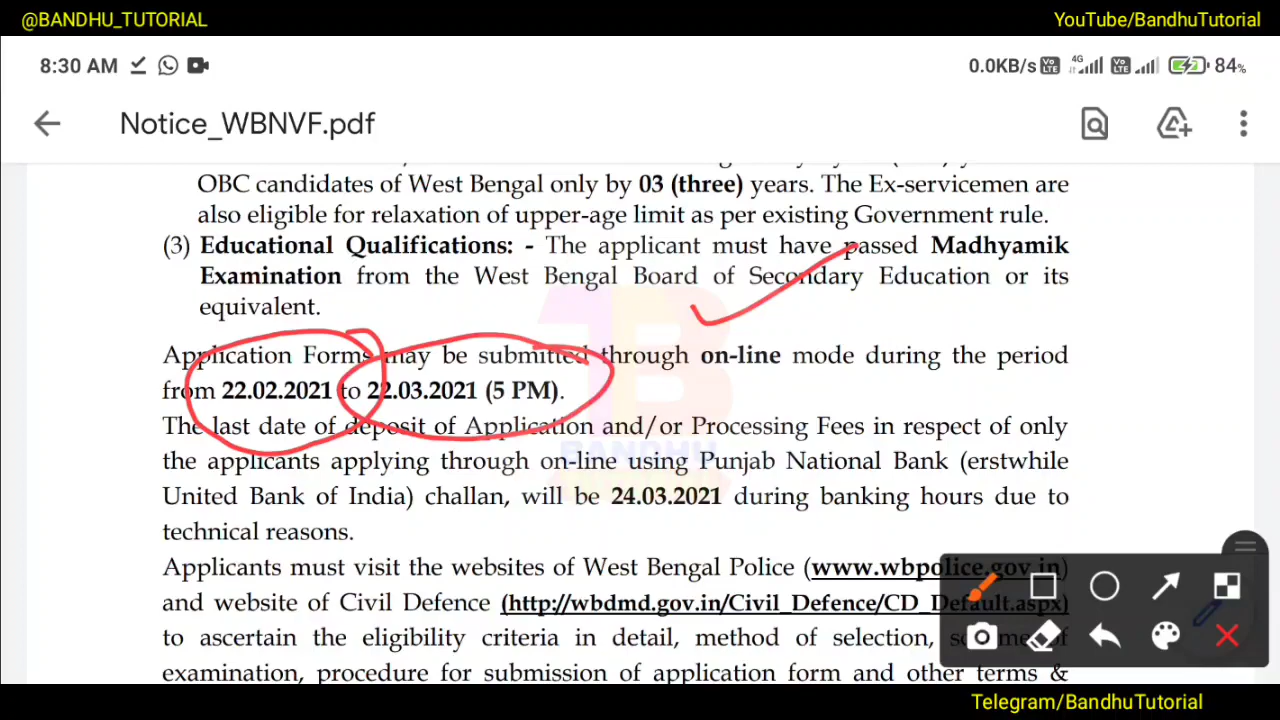 @BANDHU_TUTORIAL
YouTube/BandhuTutorial
8:30 AM
0.0KB/s Vo LTE 4G Vo LTE 84%
Notice_WBNVF.pdf
OBC candidates of West Bengal only by 03 (three) years. The Ex-servicemen are
also eligible for relaxation of upper-age limit as per existing Government rule.
(3) Educational Qualifications: - The applicant must have passed Madhyamik
Examination from the West Bengal Board of Secondary Education or its
equivalent.
Application Forms may be submitted through on-line mode during the period
from 22.02.2021 to 22.03.2021 (5 PM).
The last date of deposit of Application and/or Processing Fees in respect of only
the applicants applying through on-line using Punjab National Bank (erstwhile
United Bank of India) challan, will be 24.03.2021 during banking hours due to
technical reasons.
Applicants must visit the websites of West Bengal Police (www.wbpolice.gov.in)
and website of Civil Defence (http://wbdmd.gov.in/Civil_Defence/CD_Default.aspx)
to ascertain the eligibility criteria in detail, method of selection, of
examination, procedure for submission of application form and other terms &
BANDHU
Telegram/BandhuTutorial